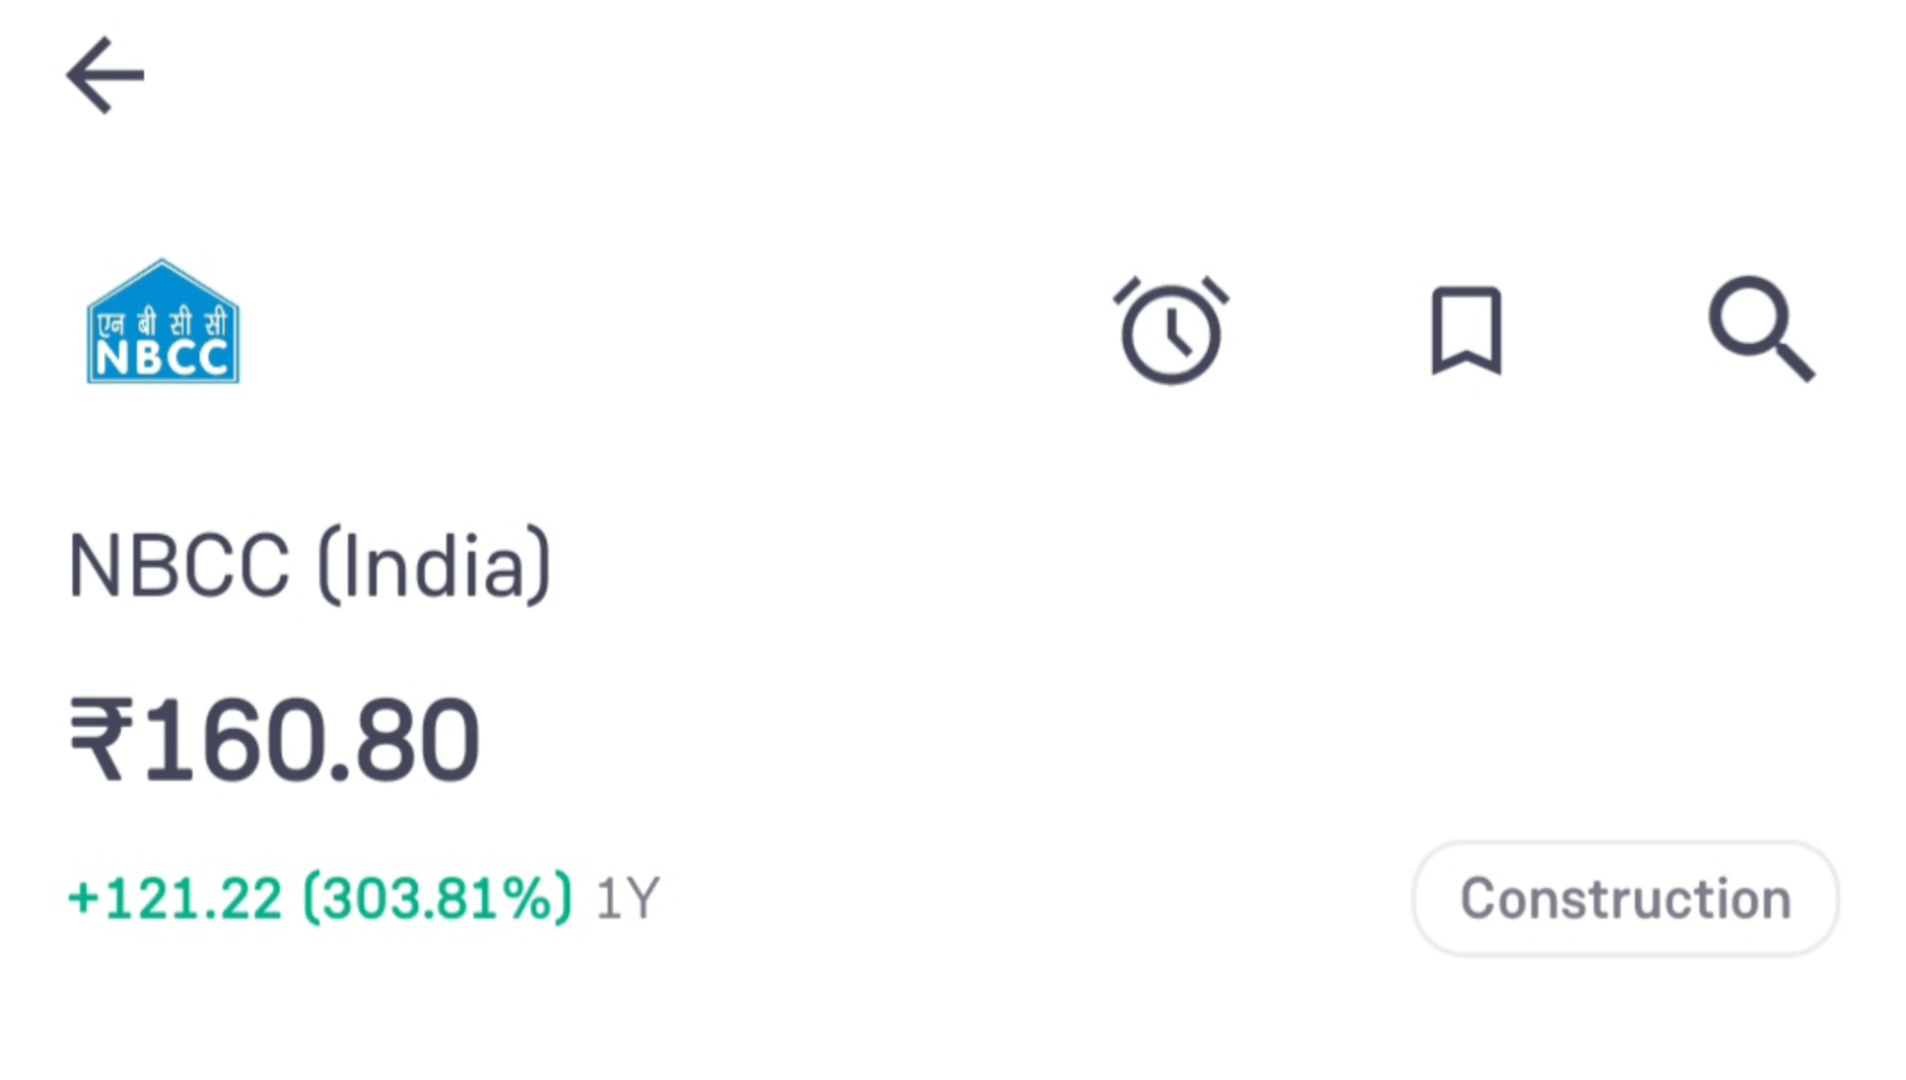 एन बी सी सी
NBCC
NBCC (India)
₹160.80
+121.22 (303.81%) 1Y
Construction